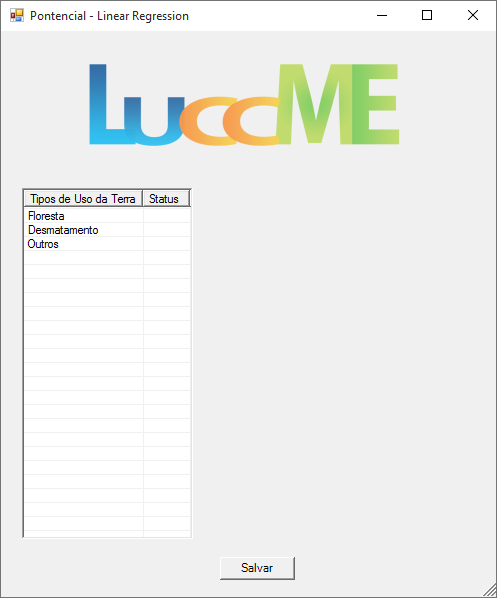 Pontencial - Linear Regression
LuccME
Tipos de Uso da Terra Status
Floresta
Desmatamento
Outros
Salvar